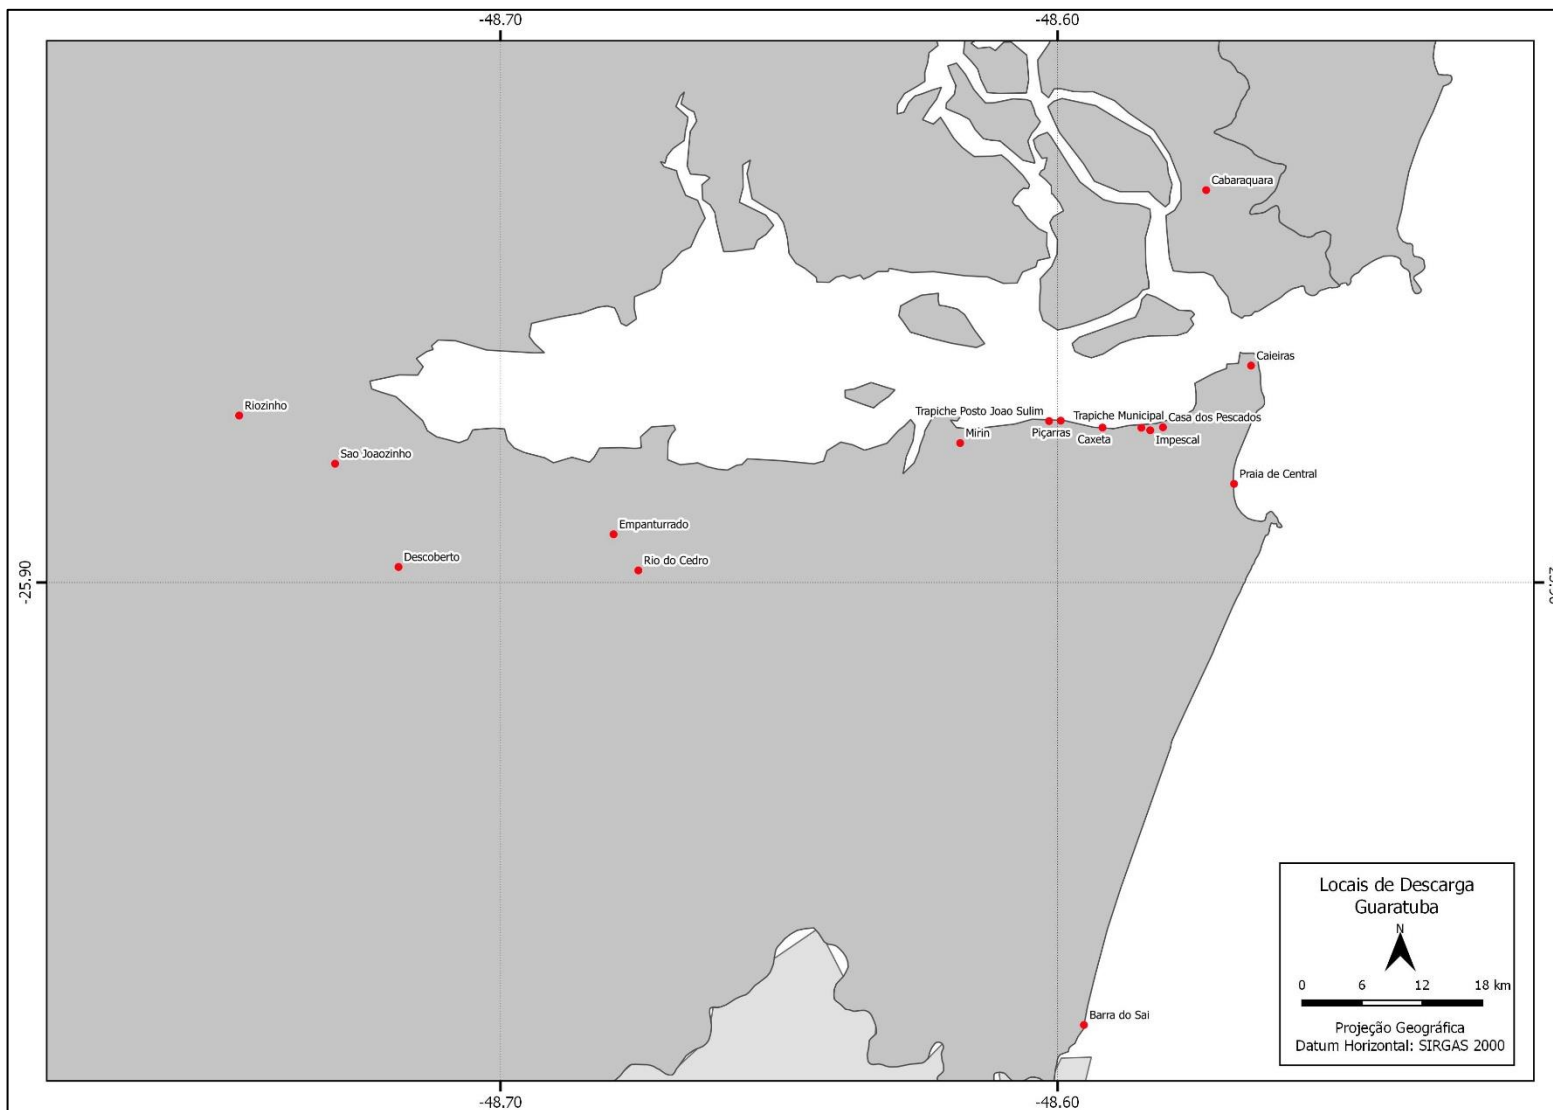 -48.70
-48.60
Cabaraquara
Caieiras
Riozinho
Trapiche Posto Joao Sulim
Trapiche Municipal
Casa dos Pescados
Mirin
Piçarras
Caxeta
Impescal
Sao Joaozinho
Praia de Central
Empanturrado
Descoberto
Rio do Cedro
-25.90
-25.90
Barra do Sai
Locais de Descarga
Guaratuba
N
0 6 12 18 km
Projeção Geográfica
Datum Horizontal: SIRGAS 2000
-48.70
-48.60